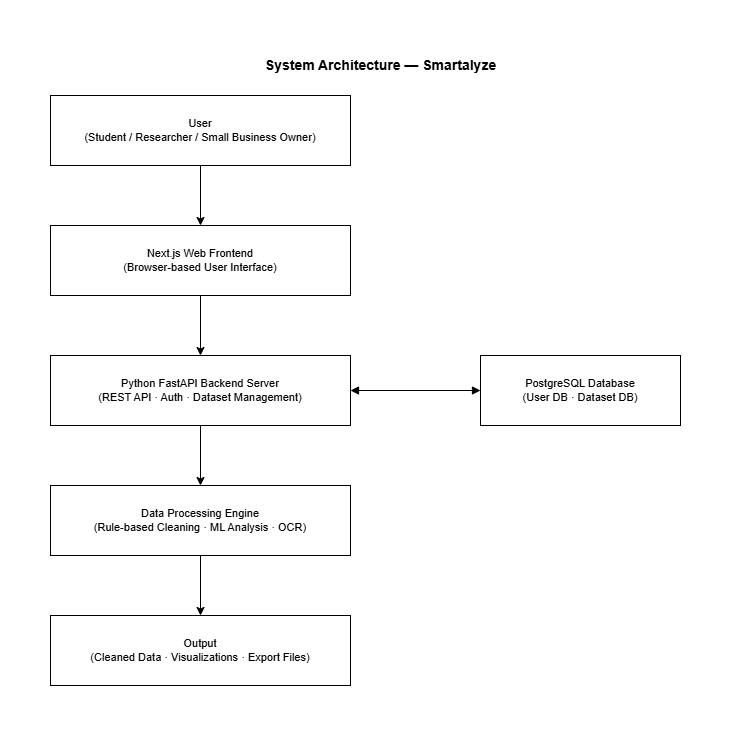 System Architecture — Smartalyze
User
(Student / Researcher / Small Business Owner)
Next.js Web Frontend
(Browser-based User Interface)
Python FastAPI Backend Server
(REST API · Auth · Dataset Management)
PostgreSQL Database
(User DB · Dataset DB)
Data Processing Engine
(Rule-based Cleaning · ML Analysis · OCR)
Output
(Cleaned Data · Visualizations · Export Files)